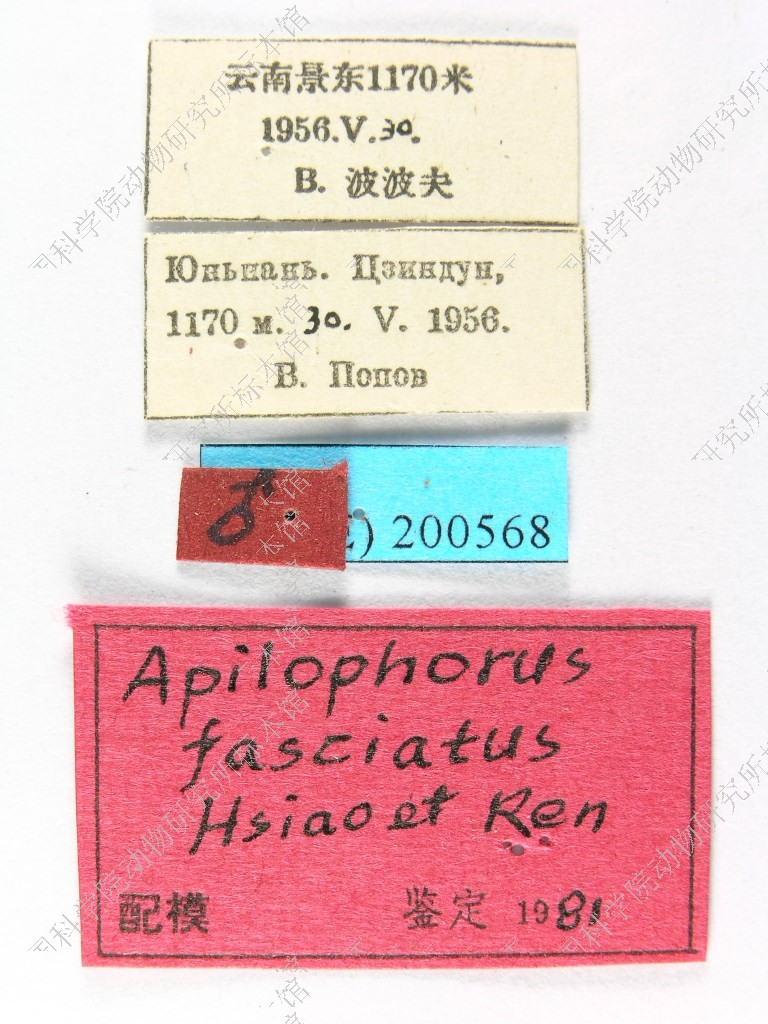 云南景东1170米
1956.V.30.
B. 波波夫
Юньнань. Цзиндун,
1170 м. 30. V. 1956.
В. Попов
♂
E) 200568
Apilophorus
fasciatus
Hsiao et Ren
配模 鉴定 1981